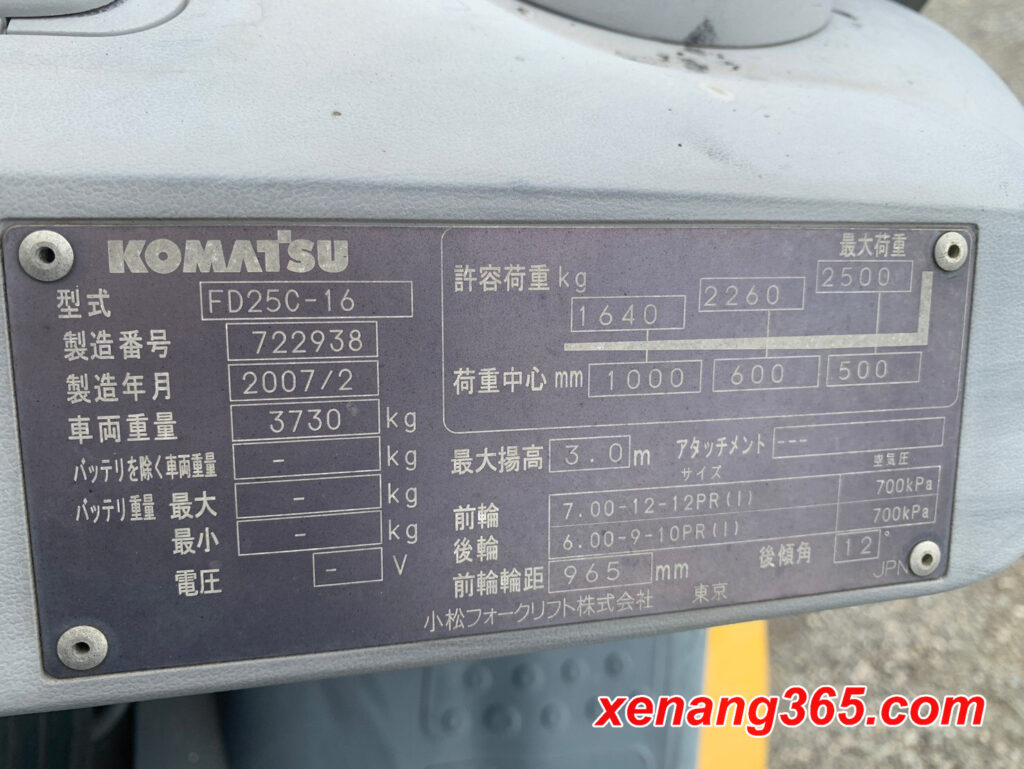 KOMATSU
型式 FD25C-16
製造番号 722938
製造年月 2007/2
車両重量 3730 kg
バッテリを除く車両重量 - kg
バッテリ重量 最大 - kg
最小 - kg
電圧 - V
最大荷重
許容荷重 kg 1640 2260 2500
荷重中心 mm 1000 600 500
最大揚高 3.0 m アタッチメント ---
サイズ 空気圧
前輪 7.00-12-12PR(I) 700kPa
後輪 6.00-9-10PR(I) 700kPa
前輪輪距 965 mm 後傾角 12°
JPN
小松フォークリフト株式会社 東京
xenang365.com